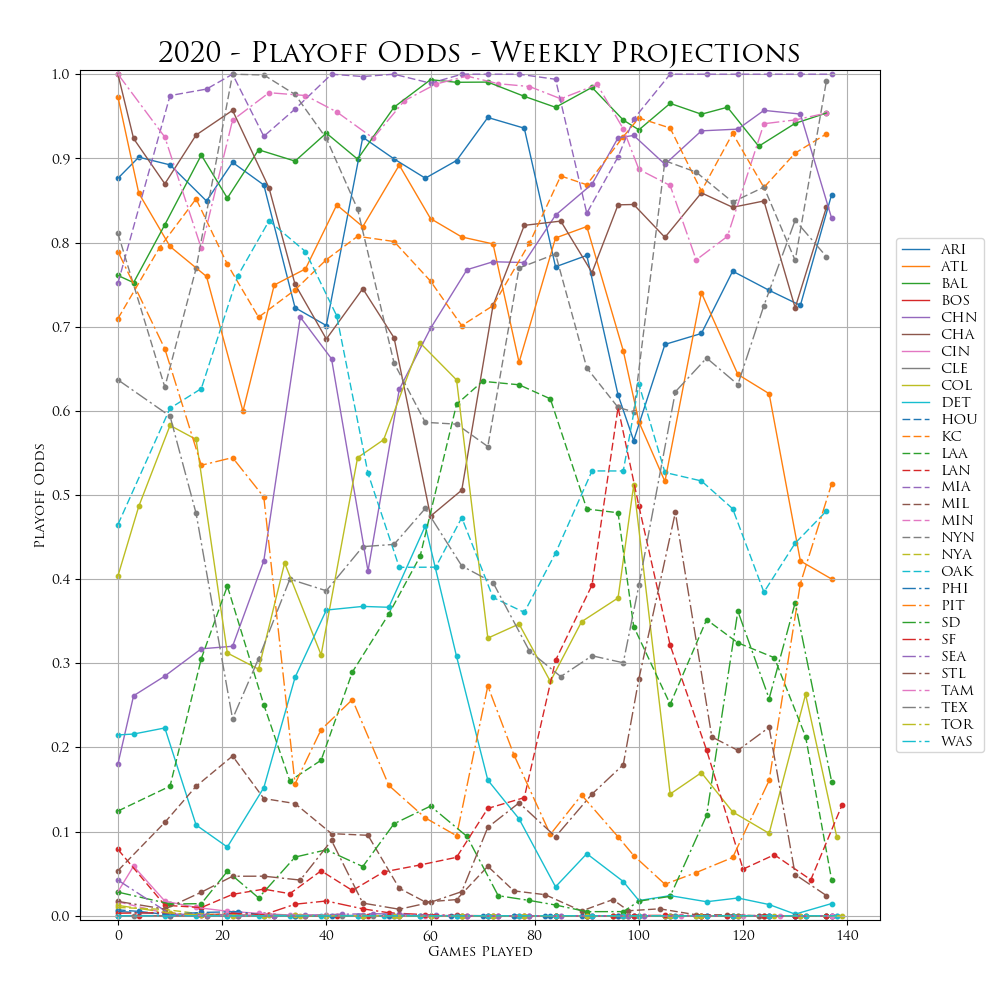 2020 - Playoff Odds - Weekly Projections
1.0
0.9
0.8
0.7
0.6
0.5
0.4
0.3
0.2
0.1
0.0
Playoff Odds
0 20 40 60 80 100 120 140
Games Played
ARI
ATL
BAL
BOS
CHN
CHA
CIN
CLE
COL
DET
HOU
KC
LAA
LAN
MIA
MIL
MIN
NYN
NYA
OAK
PHI
PIT
SD
SF
SEA
STL
TAM
TEX
TOR
WAS